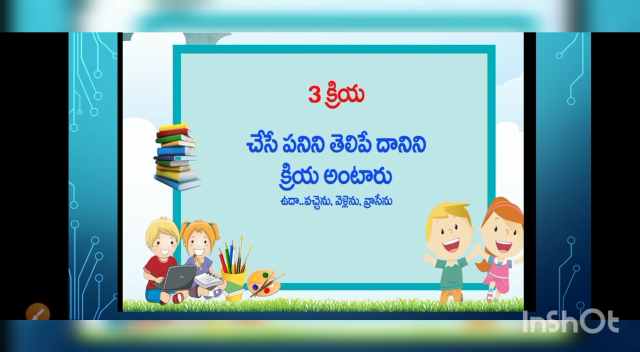 3 క్రియ
చేసే పనిని తెలిపే దానిని
క్రియ అంటారు
ఉదా..వచ్చెను, వెళ్లెను, వ్రాసేను
InShOt